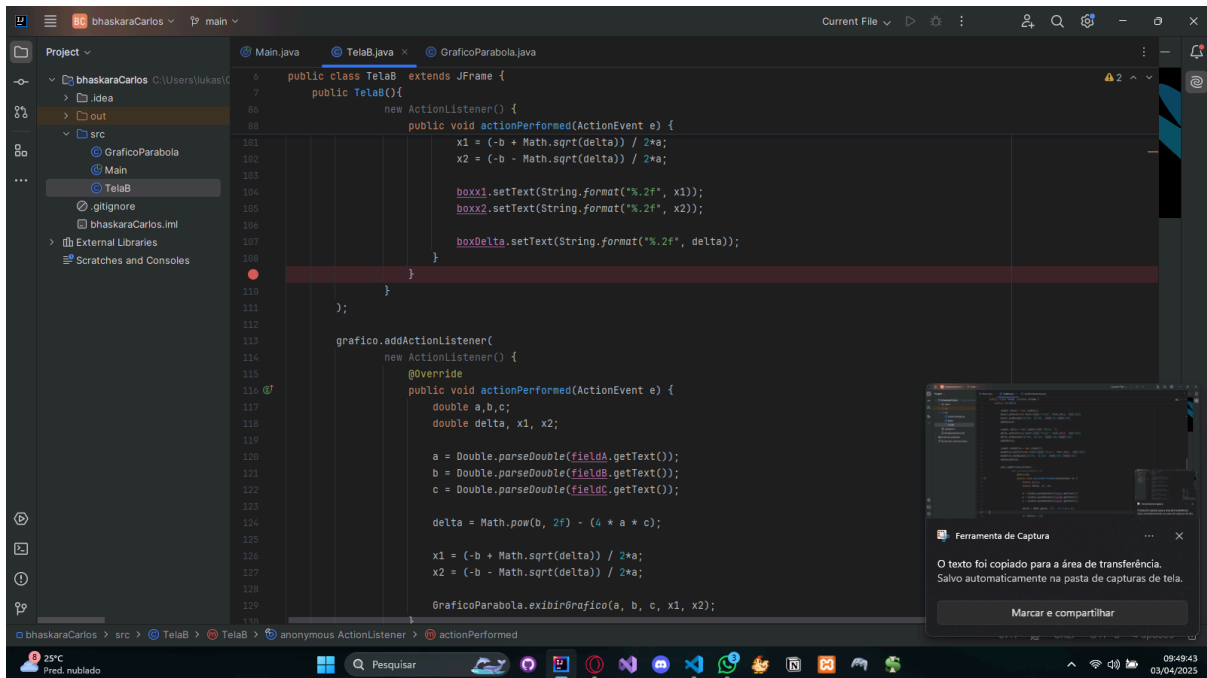 BC bhaskaraCarlos main Current File
Project
Main.java TelaB.java × GraficoParabola.java
bhaskaraCarlos C:\Users\lukas\C
.idea
out
src
GraficoParabola
Main
TelaB
.gitignore
bhaskaraCarlos.iml
External Libraries
Scratches and Consoles
2
6 public class TelaB extends JFrame {
7 public TelaB(){
86 new ActionListener() {
88 public void actionPerformed(ActionEvent e) {
101 x1 = (-b + Math.sqrt(delta)) / 2*a;
102 x2 = (-b - Math.sqrt(delta)) / 2*a;
103
104 boxx1.setText(String.format("%.2f", x1));
105 boxx2.setText(String.format("%.2f", x2));
106
107 boxDelta.setText(String.format("%.2f", delta));
108 }
}
110 }
111 );
112
113 grafico.addActionListener(
114 new ActionListener() {
115 @Override
116 public void actionPerformed(ActionEvent e) {
117 double a,b,c;
118 double delta, x1, x2;
119
120 a = Double.parseDouble(fieldA.getText());
121 b = Double.parseDouble(fieldB.getText());
122 c = Double.parseDouble(fieldC.getText());
123
124 delta = Math.pow(b, 2f) - (4 * a * c);
125
126 x1 = (-b + Math.sqrt(delta)) / 2*a;
127 x2 = (-b - Math.sqrt(delta)) / 2*a;
128
129 GraficoParabola.exibirGrafico(a, b, c, x1, x2);
130 }
Ferramenta de Captura
O texto foi copiado para a área de transferência.
Salvo automaticamente na pasta de capturas de tela.
Marcar e compartilhar
bhaskaraCarlos > src > TelaB > TelaB > anonymous ActionListener > actionPerformed
8 25°C
Pred. nublado
Pesquisar
3
09:49:43
03/04/2025